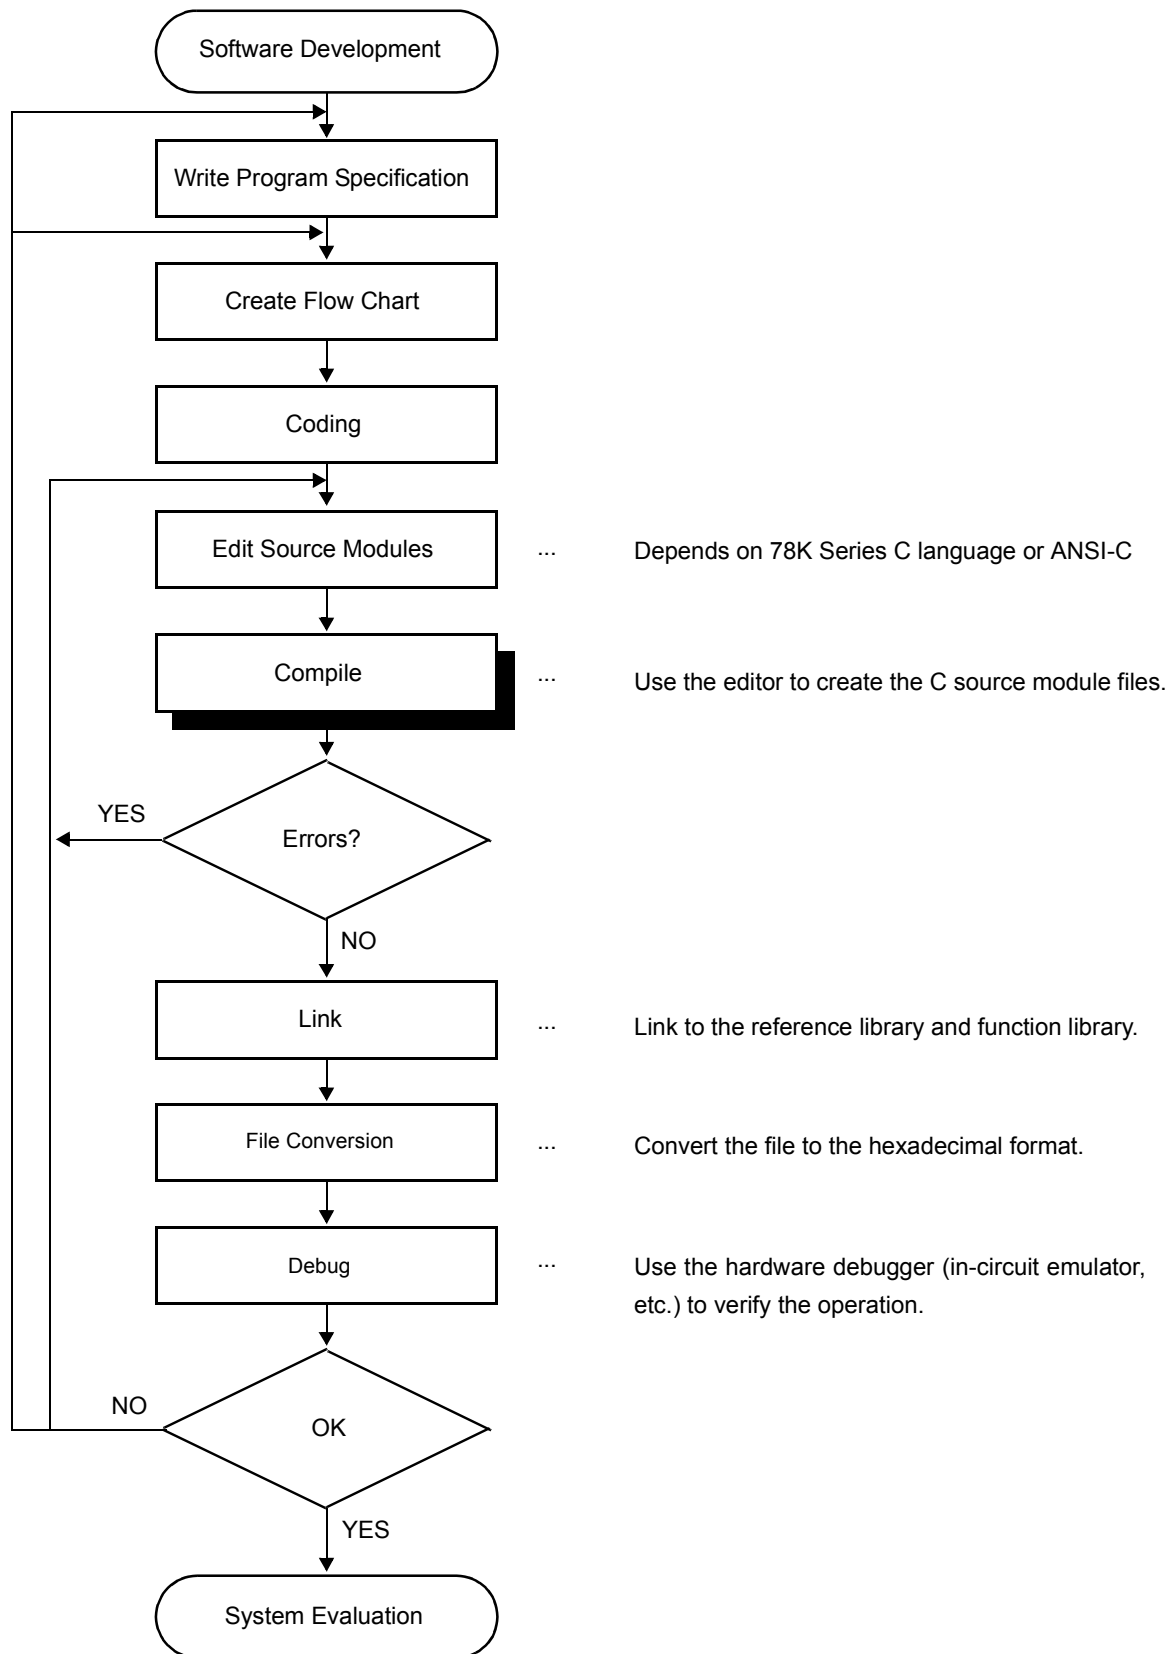 Software Development
Write Program Specification
Create Flow Chart
Coding
Edit Source Modules ... Depends on 78K Series C language or ANSI-C
Compile ... Use the editor to create the C source module files.
YES
Errors?
NO
Link ... Link to the reference library and function library.
File Conversion ... Convert the file to the hexadecimal format.
Debug ... Use the hardware debugger (in-circuit emulator,
etc.) to verify the operation.
NO
OK
YES
System Evaluation